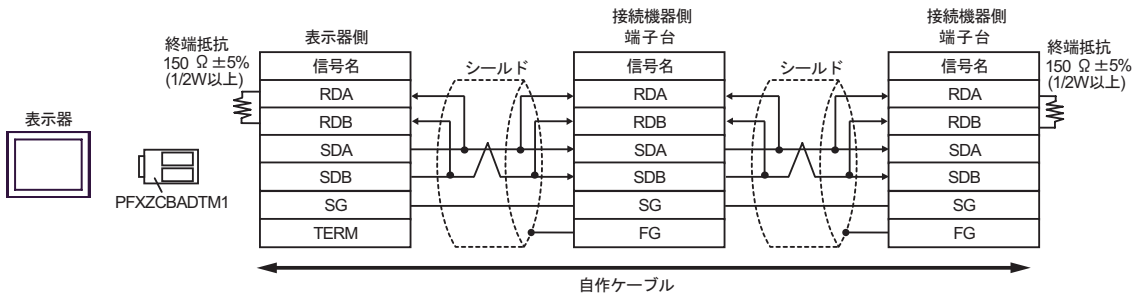 表示器
PFXZCBADTM1
終端抵抗
150 Ω ±5%
(1/2W以上)
表示器側
信号名
RDA
RDB
SDA
SDB
SG
TERM
シールド
接続機器側
端子台
信号名
RDA
RDB
SDA
SDB
SG
FG
シールド
接続機器側
端子台
信号名
RDA
RDB
SDA
SDB
SG
FG
終端抵抗
150 Ω ±5%
(1/2W以上)
自作ケーブル